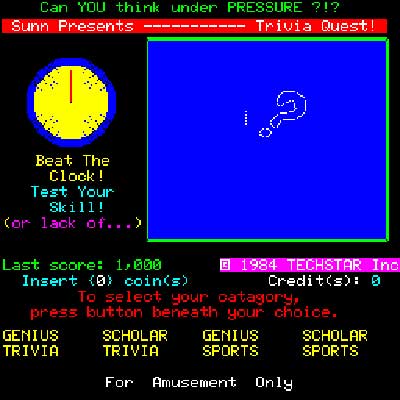 Can YOU think under PRESSURE ?!?
Sunn Presents ----------- Trivia Quest!
?
Beat The
Clock!
Test Your
Skill!
(or lack of...)
Last score: 1,000
© 1984 TECHSTAR Inc
Insert (0) coin(s) Credit(s): 0
To select your catagory,
press button beneath your choice.
GENIUS SCHOLAR GENIUS SCHOLAR
TRIVIA TRIVIA SPORTS SPORTS
For Amusement Only